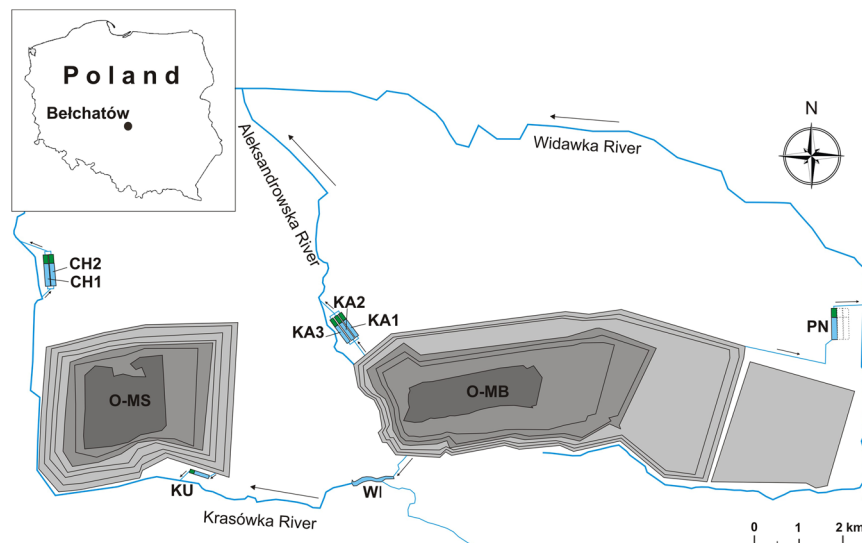 Poland
Bełchatów
N
Widawka River
Aleksandrowska River
CH2
CH1
KA2
KA1
KA3
PN
O-MS
O-MB
KU
WI
Krasówka River
0 1 2 km